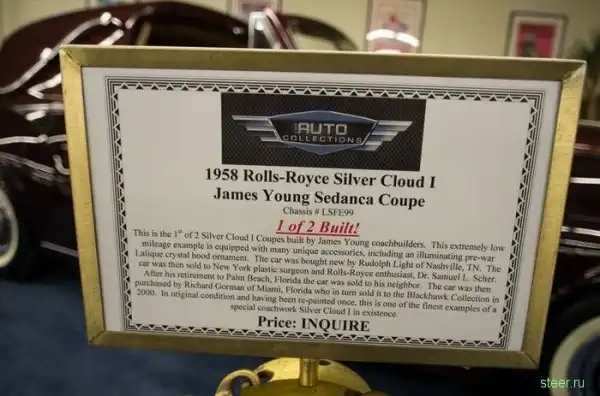 THE AUTO
COLLECTIONS
1958 Rolls-Royce Silver Cloud I
James Young Sedanca Coupe
Chassis # LSFE99
1 of 2 Built!
This is the 1st of 2 Silver Cloud I Coupes built by James Young coachbuilders. This extremely low
mileage example is equipped with many unique accessories, including an illuminating pre-war
Lalique crystal hood ornament. The car was bought new by Rudolph Light of Nashville, TN. The
car was then sold to New York plastic surgeon and Rolls-Royce enthusiast, Dr. Samuel L. Scher.
After his retirement to Palm Beach, Florida the car was sold to his neighbor. The car was then
purchased by Richard Gorman of Miami, Florida who in turn sold it to the Blackhawk Collection in
2000. In original condition and having been re-painted once, this is one of the finest examples of a
special coachwork Silver Cloud I in existence.
Price: INQUIRE
steer.ru